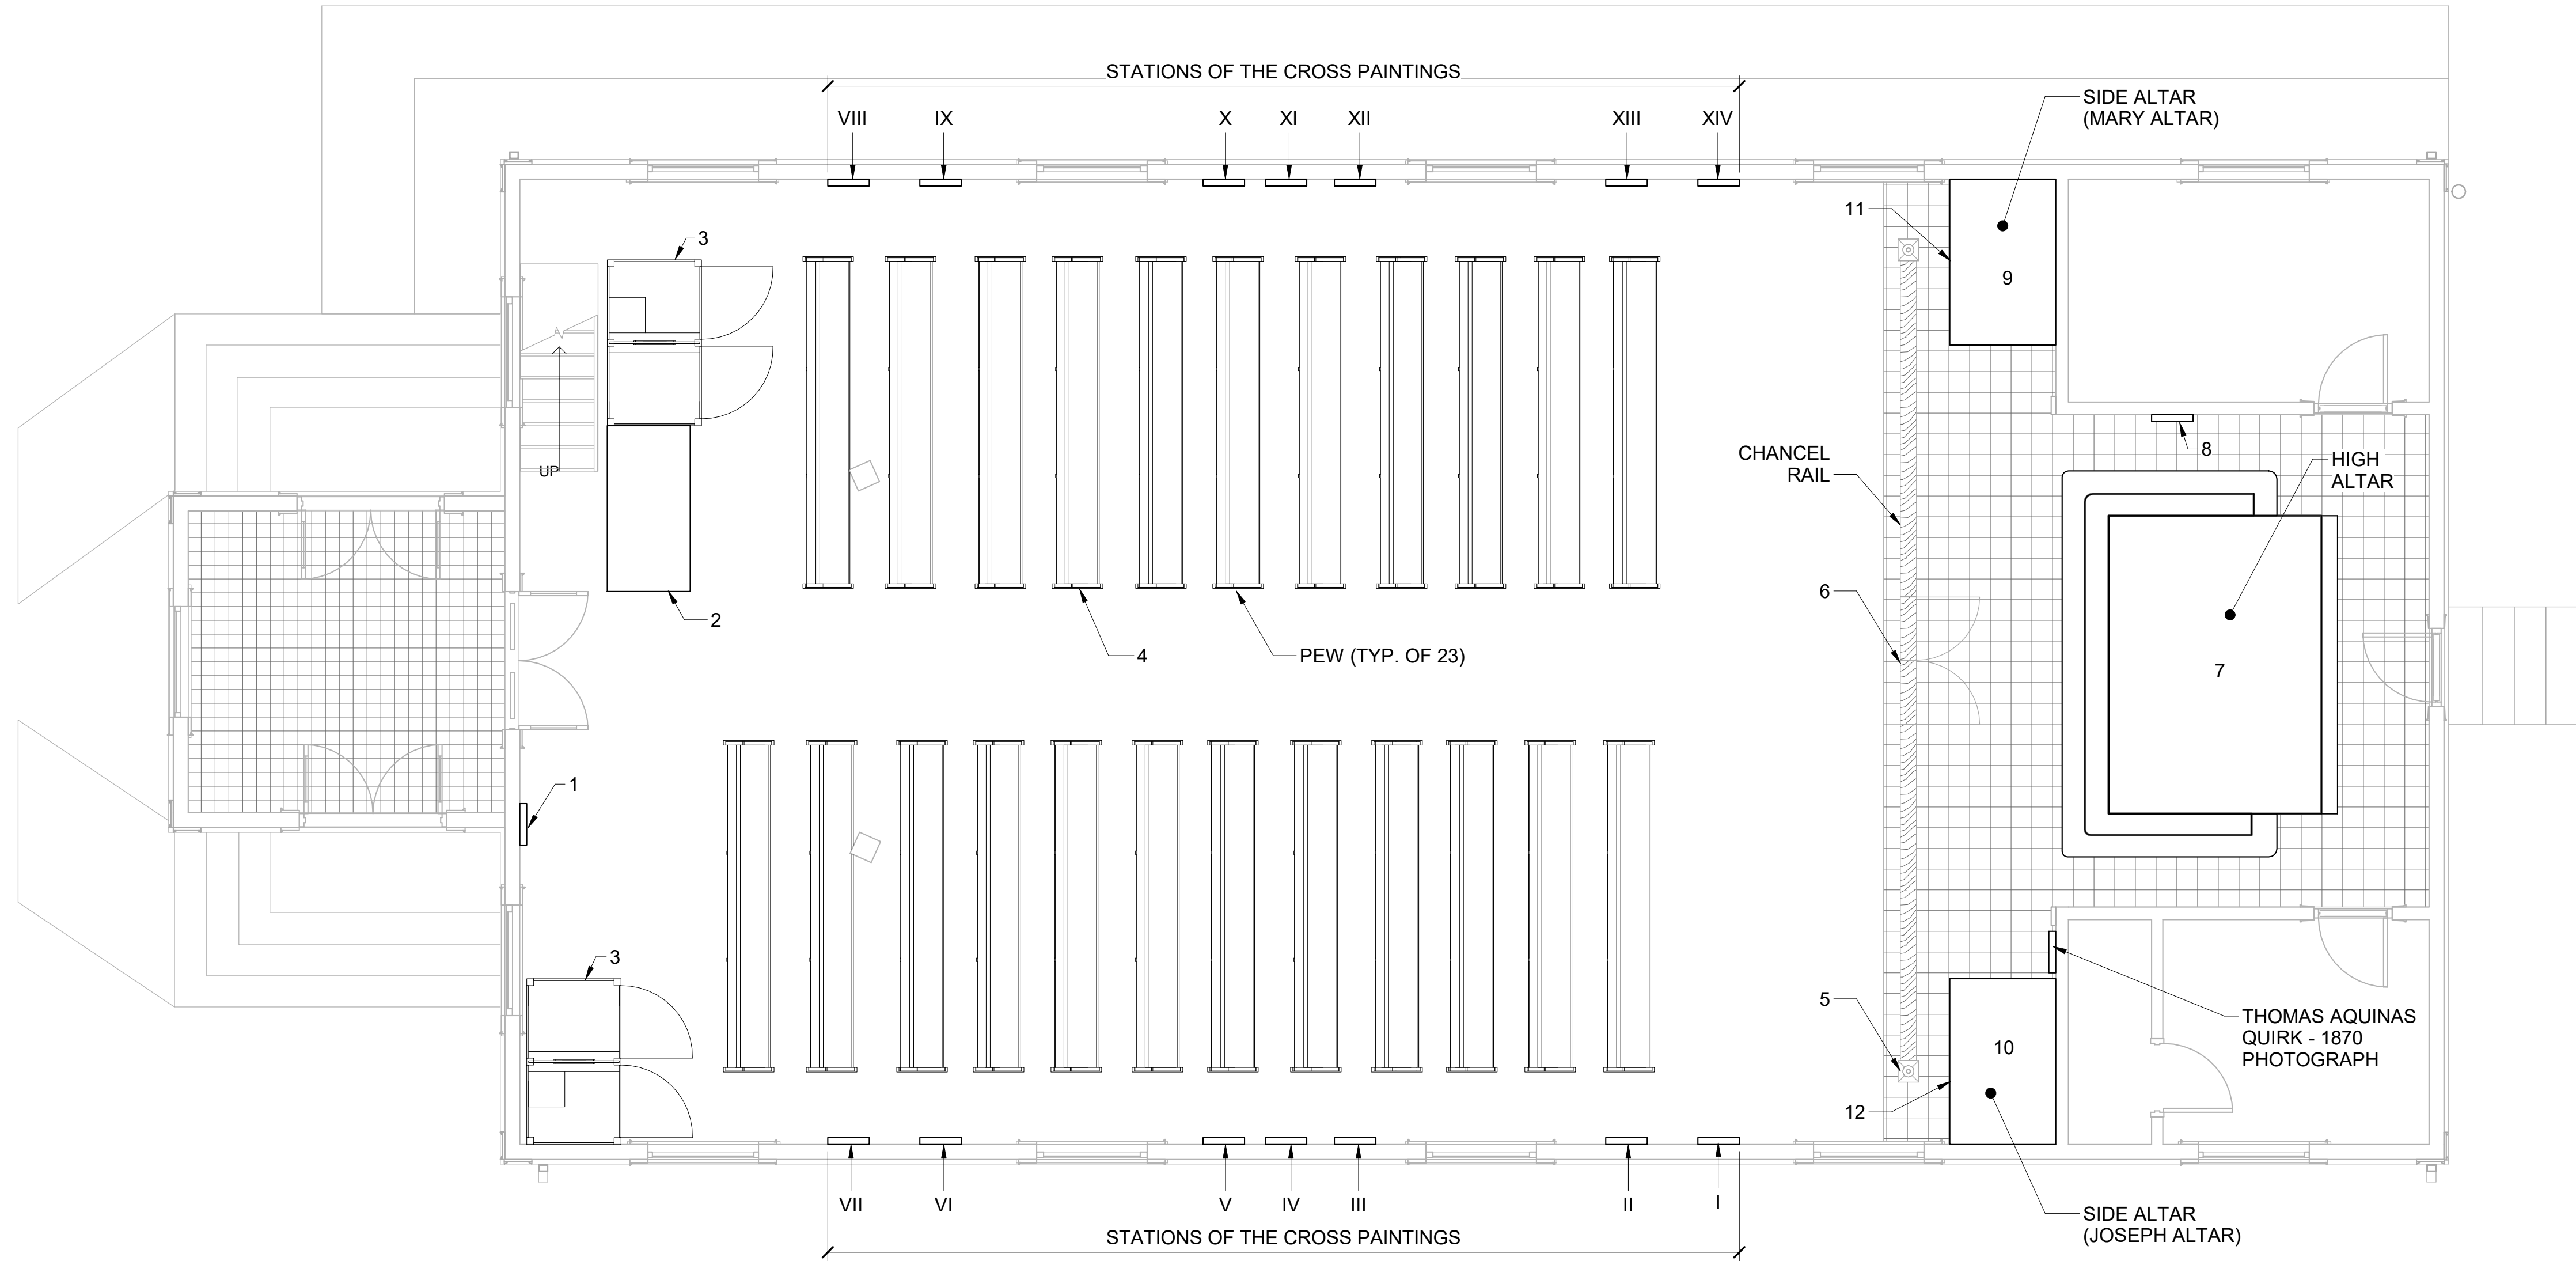 STATIONS OF THE CROSS PAINTINGS
SIDE ALTAR
(MARY ALTAR)
VIII
IX
X
XI
XII
XIII
XIV
11
3
9
CHANCEL
RAIL
8
HIGH
ALTAR
UP
6
2
4
PEW (TYP. OF 23)
7
1
3
5
THOMAS AQUINAS
QUIRK - 1870
PHOTOGRAPH
10
12
VII
VI
V
IV
III
II
I
SIDE ALTAR
(JOSEPH ALTAR)
STATIONS OF THE CROSS PAINTINGS